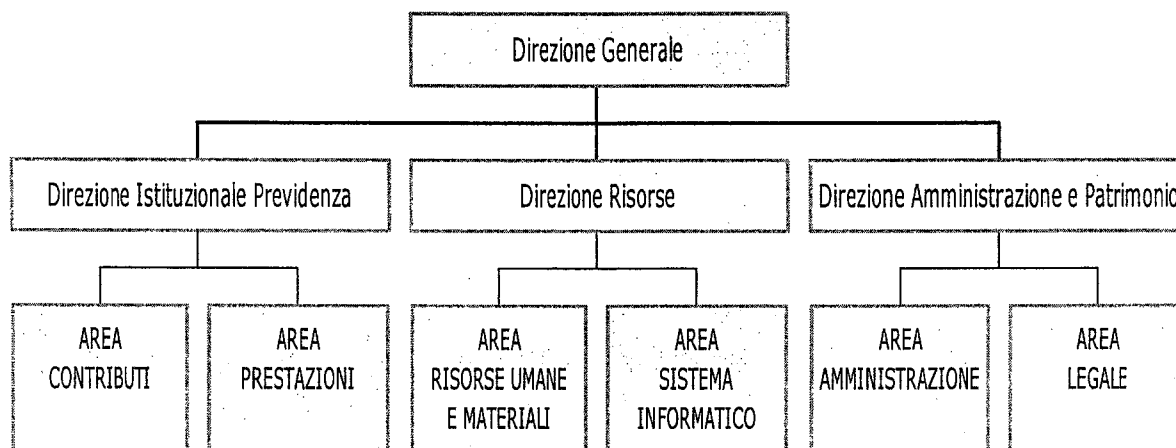 Direzione Generale
Direzione Istituzionale Previdenza
Direzione Risorse
Direzione Amministrazione e Patrimonio
AREA
CONTRIBUTI
AREA
PRESTAZIONI
AREA
RISORSE UMANE
E MATERIALI
AREA
SISTEMA
INFORMATICO
AREA
AMMINISTRAZIONE
AREA
LEGALE